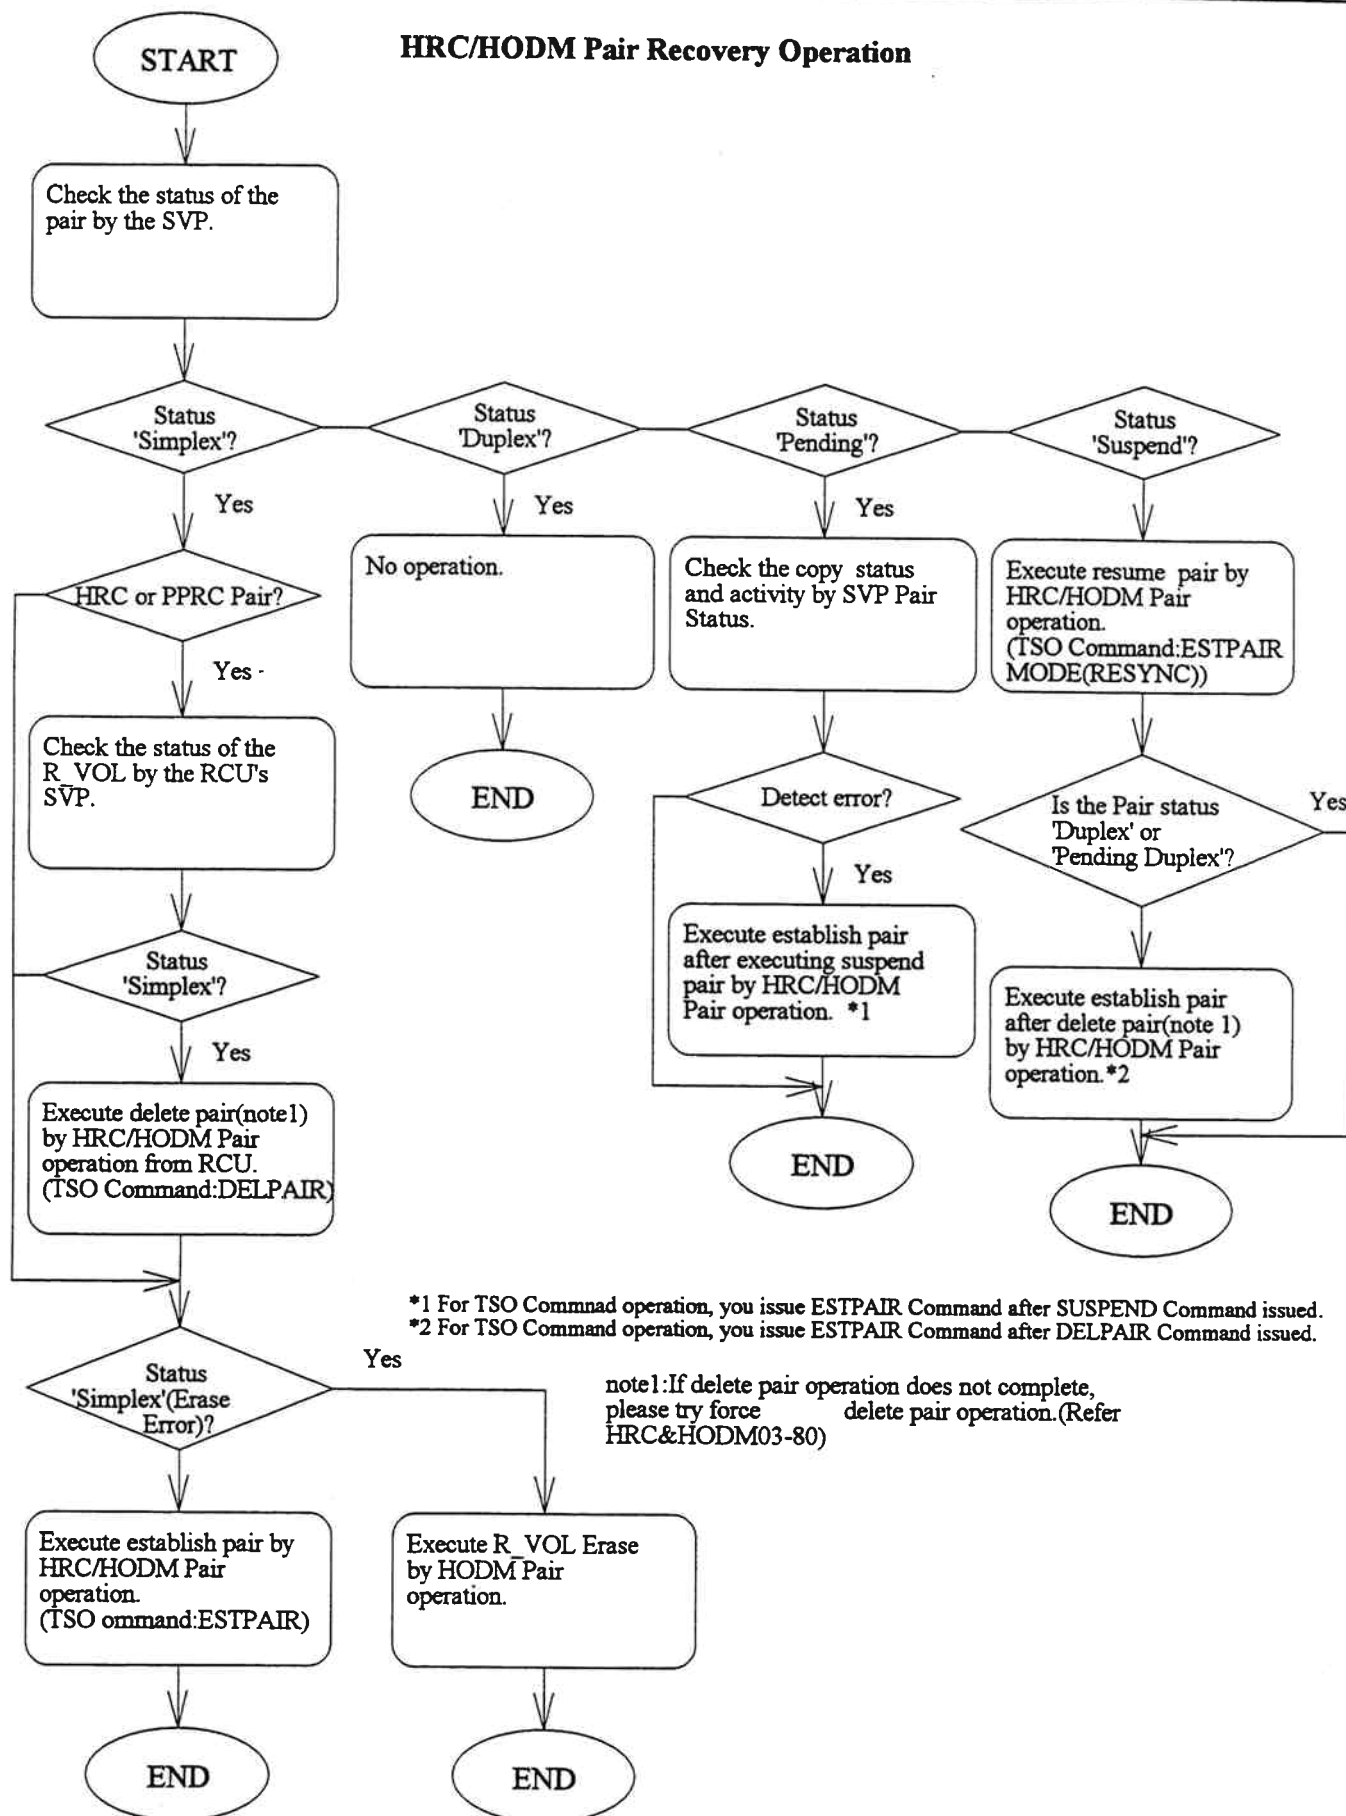 HRC/HODM Pair Recovery Operation
START
Check the status of the
pair by the SVP.
Status
'Simplex'?
Status
'Duplex'?
Status
'Pending'?
Status
'Suspend'?
Yes
Yes
Yes
HRC or PPRC Pair?
No operation.
Check the copy status
and activity by SVP Pair
Status.
Execute resume pair by
HRC/HODM Pair
operation.
(TSO Command:ESTPAIR
MODE(RESYNC))
Yes -
Check the status of the
R_VOL by the RCU's
SVP.
END
Detect error?
Is the Pair status
'Duplex' or
'Pending Duplex'?
Yes
Yes
Status
'Simplex'?
Execute establish pair
after executing suspend
pair by HRC/HODM
Pair operation. *1
Execute establish pair
after delete pair(note 1)
by HRC/HODM Pair
operation.*2
Yes
Execute delete pair(note1)
by HRC/HODM Pair
operation from RCU.
(TSO Command:DELPAIR)
END
END
*1 For TSO Commnad operation, you issue ESTPAIR Command after SUSPEND Command issued.
*2 For TSO Command operation, you issue ESTPAIR Command after DELPAIR Command issued.
Status
'Simplex'(Erase
Error)?
Yes
note1:If delete pair operation does not complete,
please try force delete pair operation.(Refer
HRC&HODM03-80)
Execute establish pair by
HRC/HODM Pair
operation.
(TSO ommand:ESTPAIR)
Execute R_VOL Erase
by HODM Pair
operation.
END
END